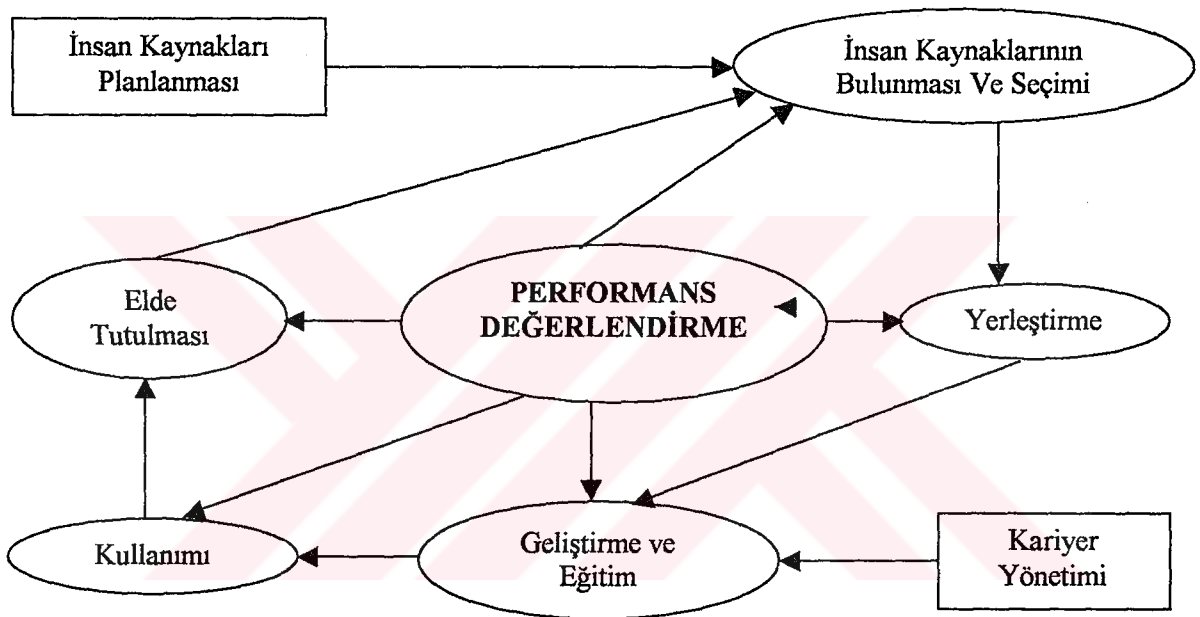 İnsan Kaynakları
Planlanması
İnsan Kaynaklarının
Bulunması Ve Seçimi
Elde
Tutulması
PERFORMANS
DEĞERLENDİRME
Yerleştirme
Kullanımı
Geliştirme ve
Eğitim
Kariyer
Yönetimi